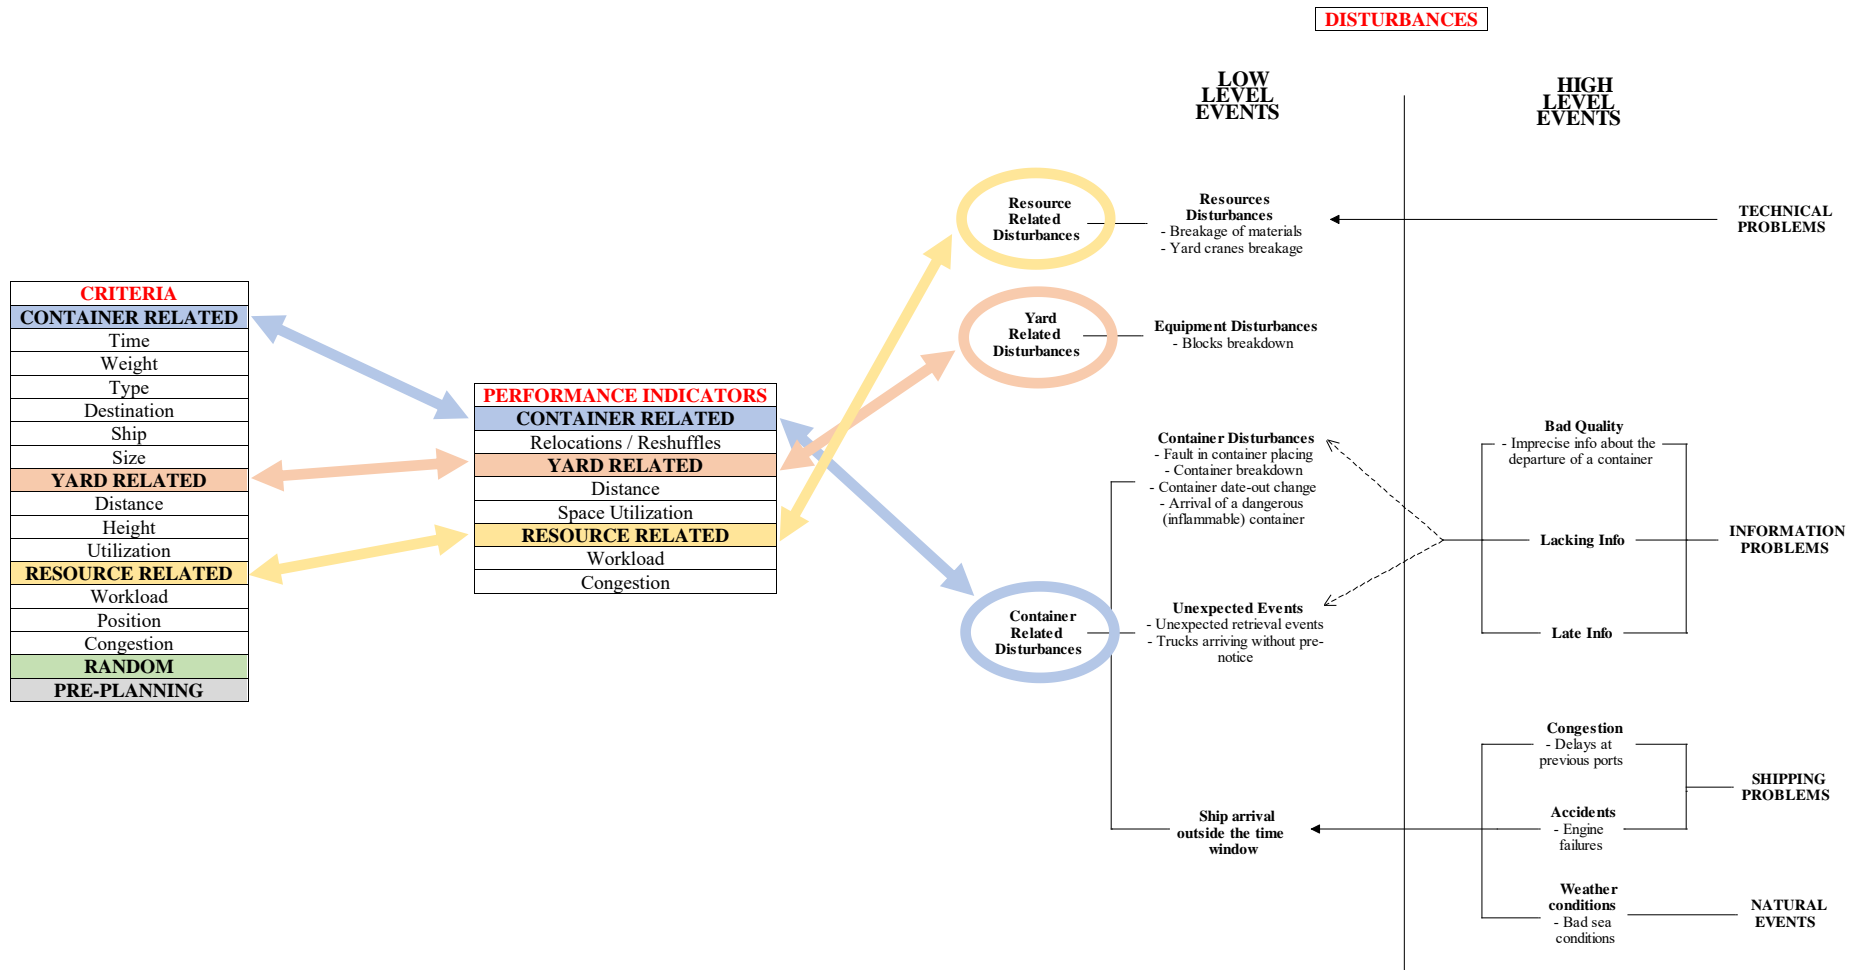 DISTURBANCES
LOW
LEVEL
EVENTS
HIGH
LEVEL
EVENTS
CRITERIA
CONTAINER RELATED
Time
Weight
Type
Destination
Ship
Size
YARD RELATED
Distance
Height
Utilization
RESOURCE RELATED
Workload
Position
Congestion
RANDOM
PRE-PLANNING
PERFORMANCE INDICATORS
CONTAINER RELATED
Relocations / Reshuffles
YARD RELATED
Distance
Space Utilization
RESOURCE RELATED
Workload
Congestion
Resource
Related
Disturbances
Resources
Disturbances
- Breakage of materials
- Yard cranes breakage
TECHNICAL
PROBLEMS
Yard
Related
Disturbances
Equipment Disturbances
- Blocks breakdown
Container
Related
Disturbances
Container Disturbances
- Fault in container placing
- Container breakdown
- Container date-out change
- Arrival of a dangerous
(inflammable) container
Unexpected Events
- Unexpected retrieval events
- Trucks arriving without pre-
notice
Ship arrival
outside the time
window
Bad Quality
- Imprecise info about the
departure of a container
Lacking Info
Late Info
INFORMATION
PROBLEMS
Congestion
- Delays at
previous ports
Accidents
- Engine
failures
SHIPPING
PROBLEMS
Weather
conditions
- Bad sea
conditions
NATURAL
EVENTS